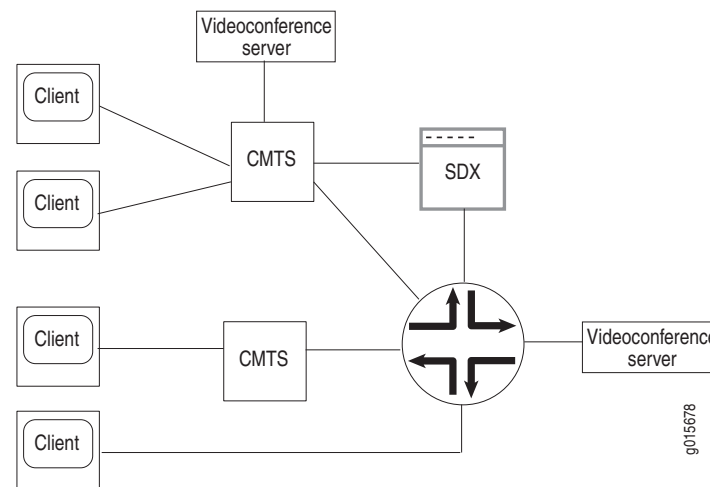 Videoconference
server
Client
CMTS
SDX
Client
Client
CMTS
Videoconference
server
Client
g015678